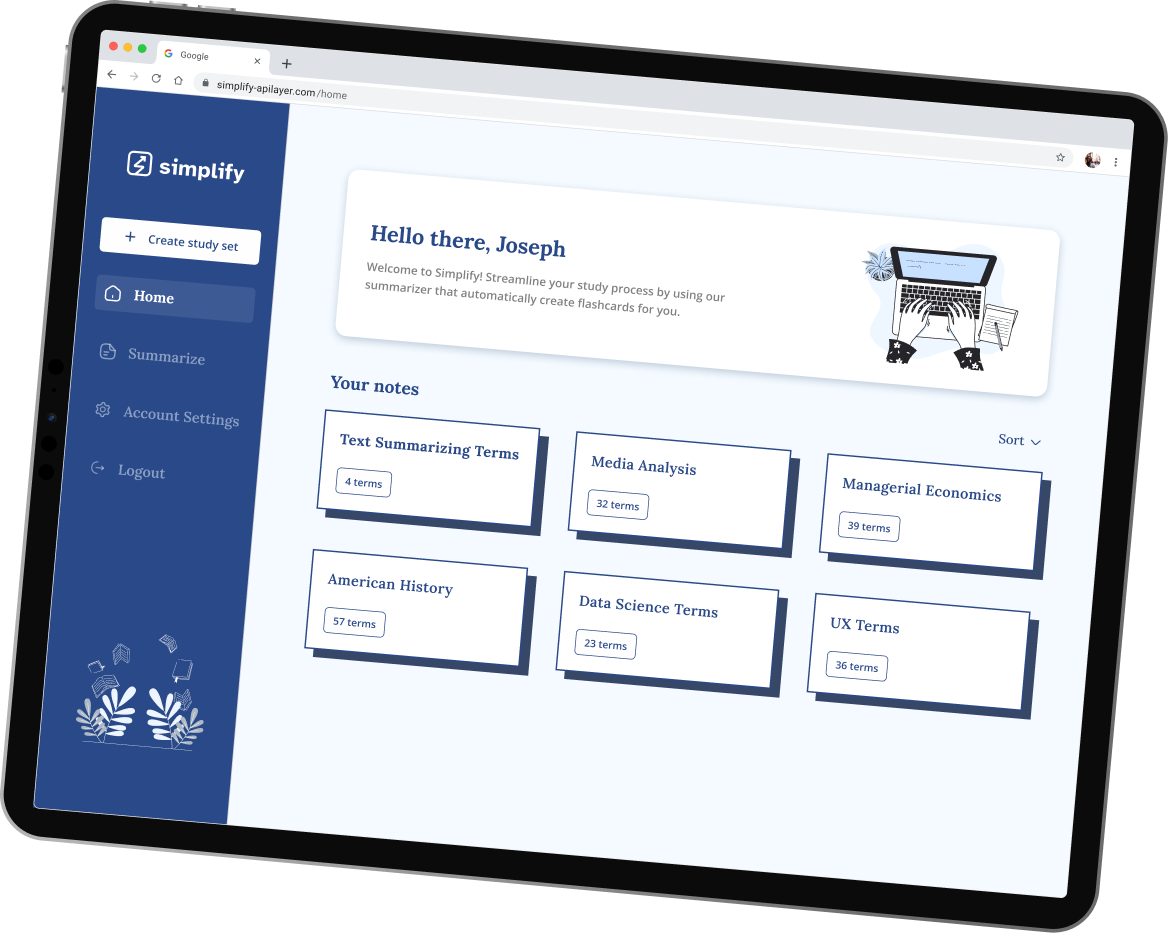 Google
simplify-apilayer.com/home
simplify
Create study set
Home
Summarize
Account Settings
Logout
Hello there, Joseph
Welcome to Simplify! Streamline your study process by using our
summarizer that automatically create flashcards for you.
Your notes
Sort
Text Summarizing Terms
4 terms
Media Analysis
32 terms
Managerial Economics
39 terms
American History
57 terms
Data Science Terms
23 terms
UX Terms
36 terms